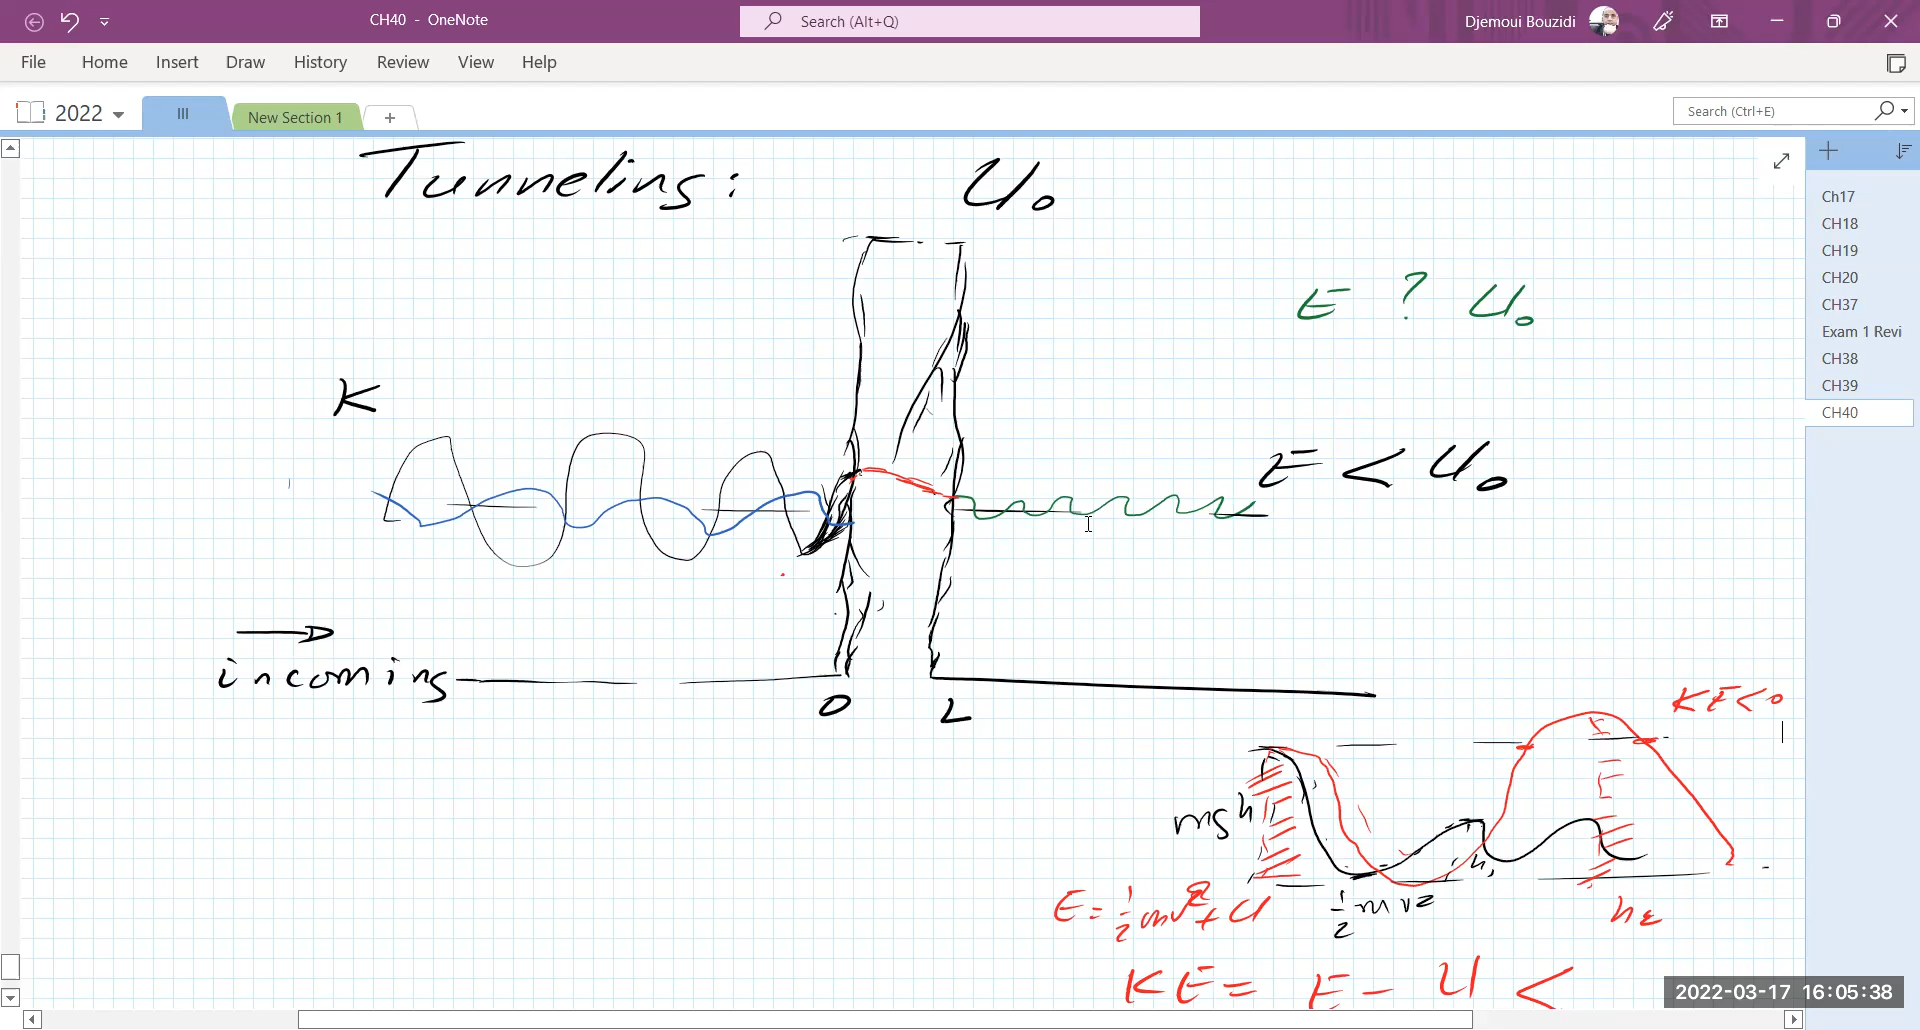 CH40 - OneNote
Search (Alt+Q)
Djemoui Bouzidi
File Home Insert Draw History Review View Help
2022
III
New Section 1
+
Search (Ctrl+E)
Tunneling:
U₀
E ? U₀
K
E < U₀
incoming
0
L
KE<0
mgh
½mv²
h₂
E = ½mv² + U
KE = E - U <
Ch17
CH18
CH19
CH20
CH37
Exam 1 Revi
CH38
CH39
CH40
2022-03-17 16:05:38